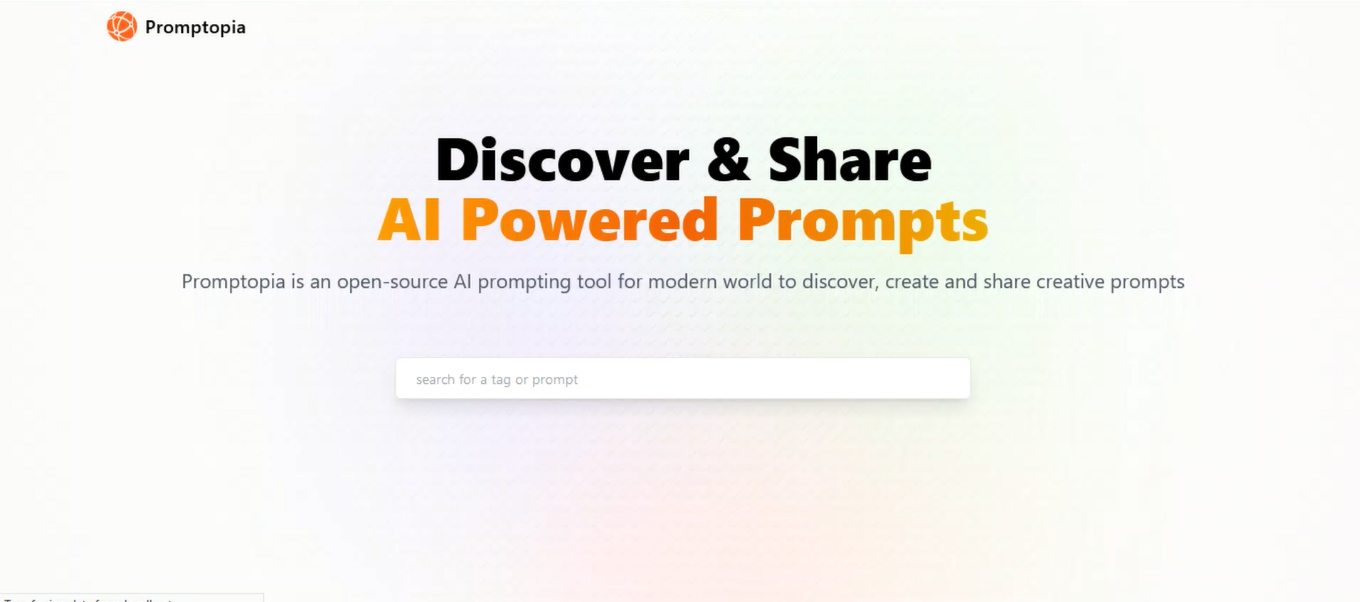 Promptopia
Discover & Share
AI Powered Prompts
Promptopia is an open-source AI prompting tool for modern world to discover, create and share creative prompts
search for a tag or prompt